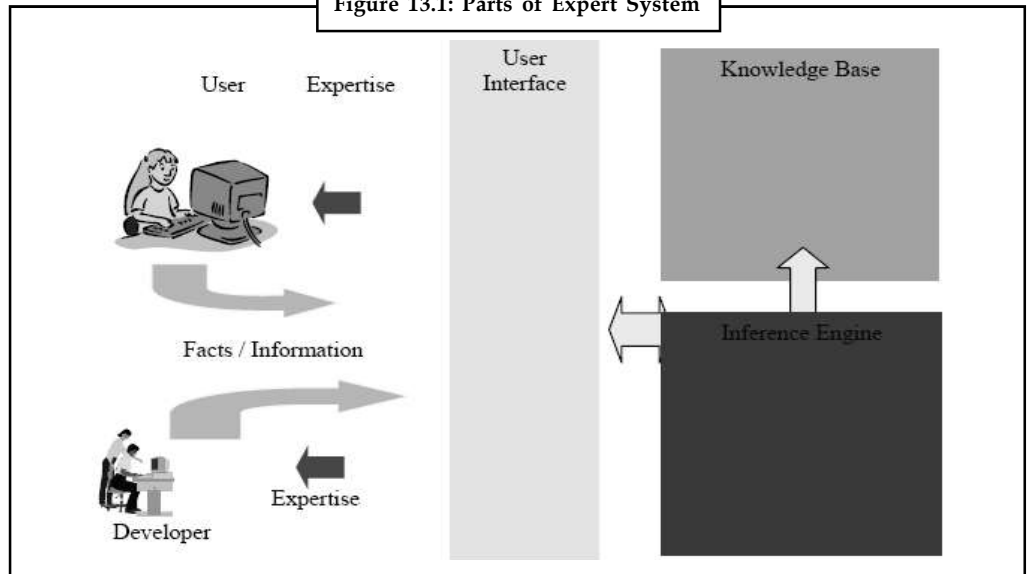 Figure 13.1: Parts of Expert System
User
Expertise
User
Interface
Knowledge Base
Inference Engine
Facts / Information
Expertise
Developer